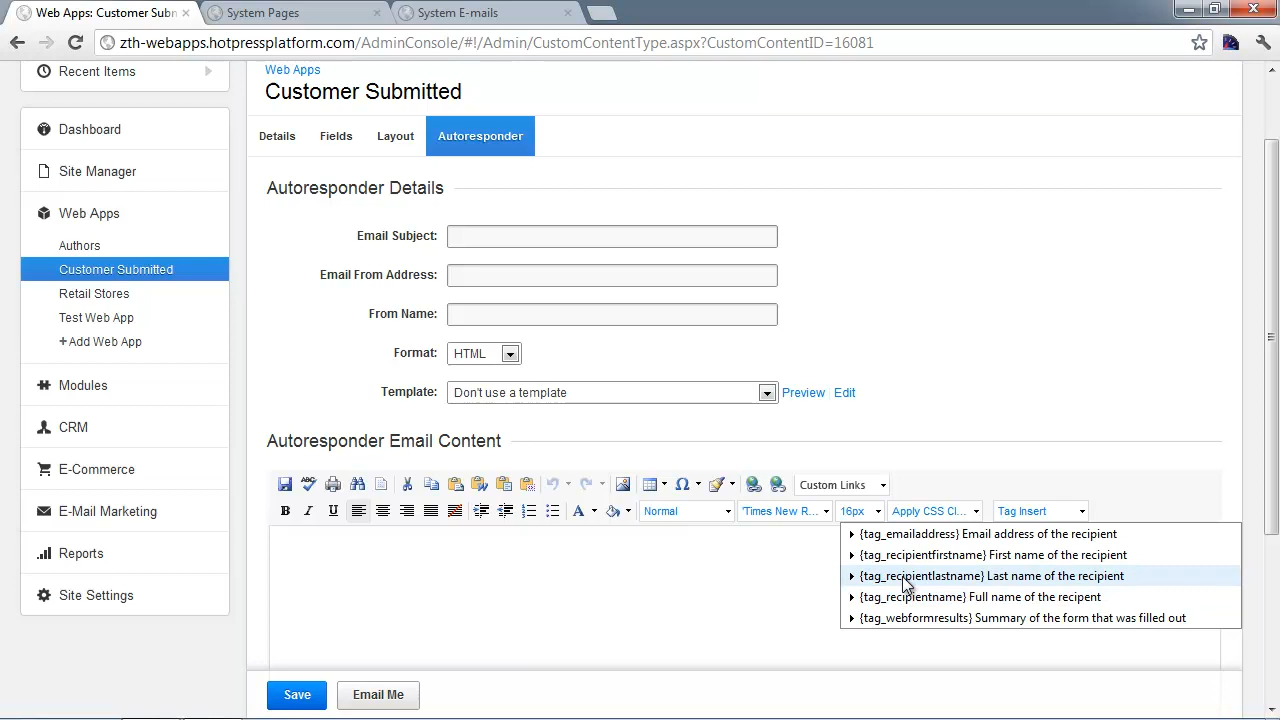 Web Apps: Customer Subm
System Pages
System E-mails
zth-webapps.hotpressplatform.com/AdminConsole/#!/Admin/CustomContentType.aspx?CustomContentID=16081
Recent Items
Dashboard
Site Manager
Web Apps
Authors
Customer Submitted
Retail Stores
Test Web App
+Add Web App
Modules
CRM
E-Commerce
E-Mail Marketing
Reports
Site Settings
Web Apps
Customer Submitted
Details Fields Layout Autoresponder
Autoresponder Details
Email Subject:
Email From Address:
From Name:
Format: HTML
Template: Don't use a template Preview | Edit
Autoresponder Email Content
ABC Custom Links
B I U A Normal 'Times New R... 16px Apply CSS Cl... Tag Insert
{tag_emailaddress} Email address of the recipient
{tag_recipientfirstname} First name of the recipient
{tag_recipientlastname} Last name of the recipient
{tag_recipientname} Full name of the recipent
{tag_webformresults} Summary of the form that was filled out
Save Email Me